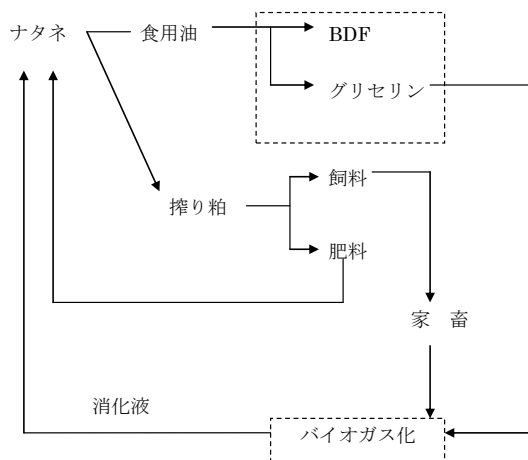 ナタネ
食用油
BDF
グリセリン
搾り粕
飼料
肥料
家　畜
消化液
バイオガス化